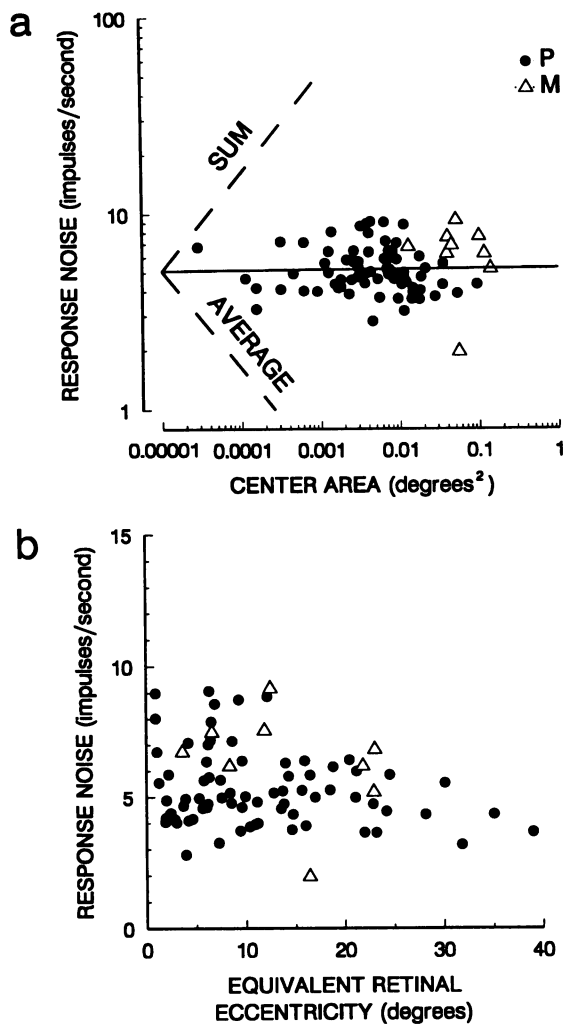 a
100
10
1
RESPONSE NOISE (impulses/second)
P
M
SUM
AVERAGE
0.00001 0.0001 0.001 0.01 0.1 1
CENTER AREA (degrees²)
b
15
10
5
0
RESPONSE NOISE (impulses/second)
0 10 20 30 40
EQUIVALENT RETINAL
ECCENTRICITY (degrees)